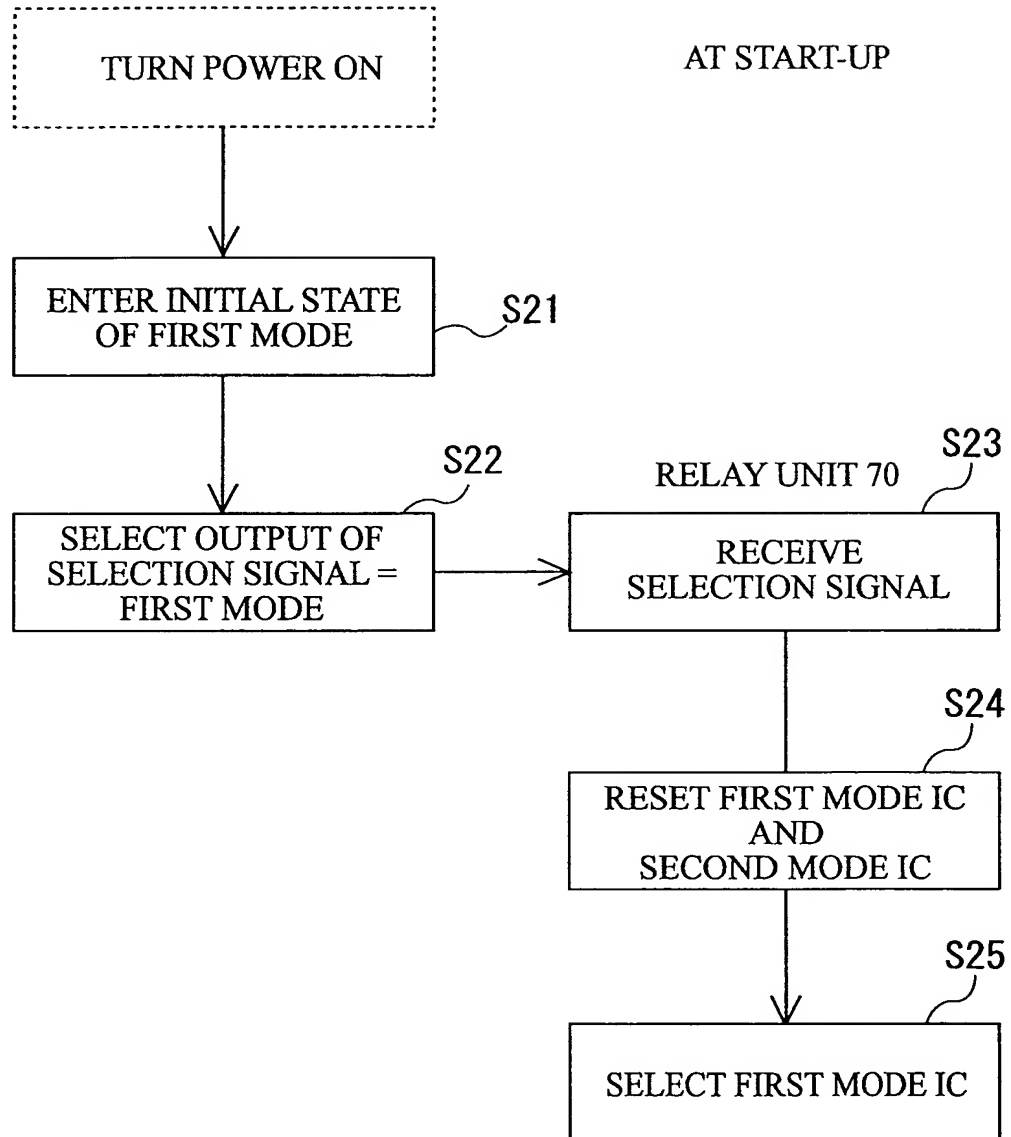 TURN POWER ON
AT START-UP
ENTER INITIAL STATE
OF FIRST MODE
S21
S22
SELECT OUTPUT OF
SELECTION SIGNAL =
FIRST MODE
RELAY UNIT 70
S23
RECEIVE
SELECTION SIGNAL
S24
RESET FIRST MODE IC
AND
SECOND MODE IC
S25
SELECT FIRST MODE IC